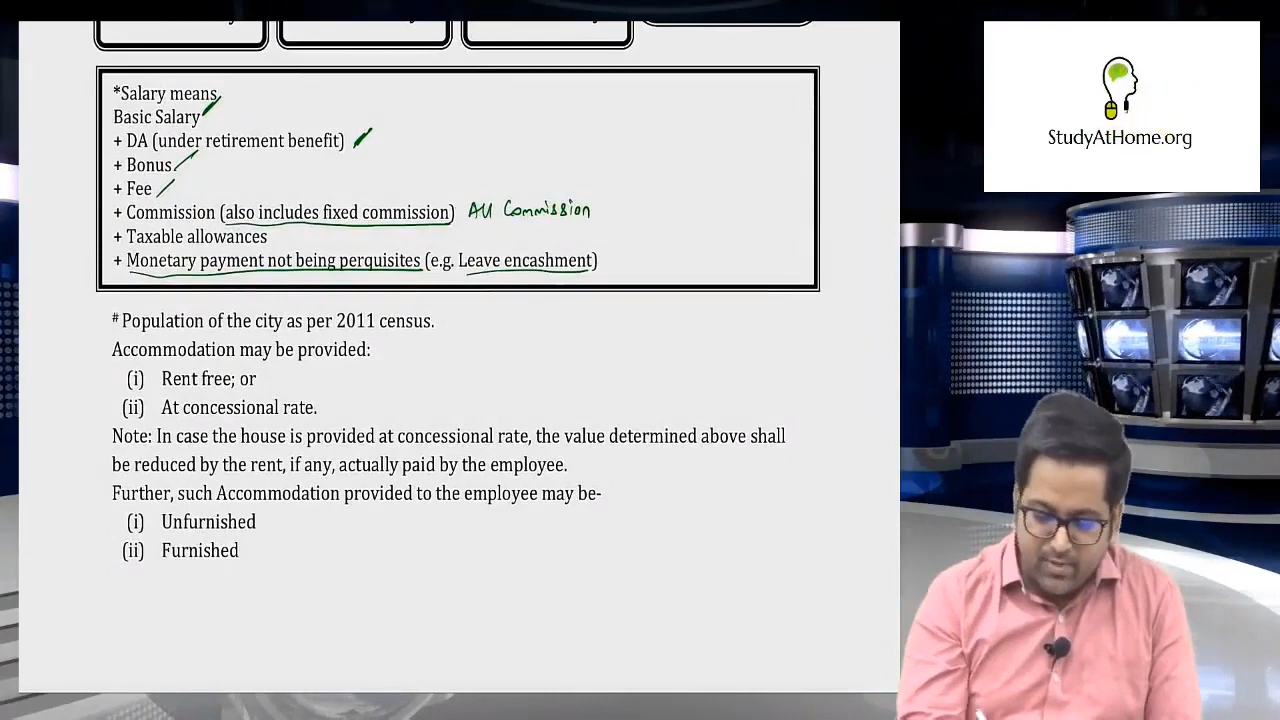 *Salary means
Basic Salary
+ DA (under retirement benefit)
+ Bonus
+ Fee
+ Commission (also includes fixed commission) All Commission
+ Taxable allowances
+ Monetary payment not being perquisites (e.g. Leave encashment)
# Population of the city as per 2011 census.
Accommodation may be provided:
(i) Rent free; or
(ii) At concessional rate.
Note: In case the house is provided at concessional rate, the value determined above shall
be reduced by the rent, if any, actually paid by the employee.
Further, such Accommodation provided to the employee may be-
(i) Unfurnished
(ii) Furnished
StudyAtHome.org